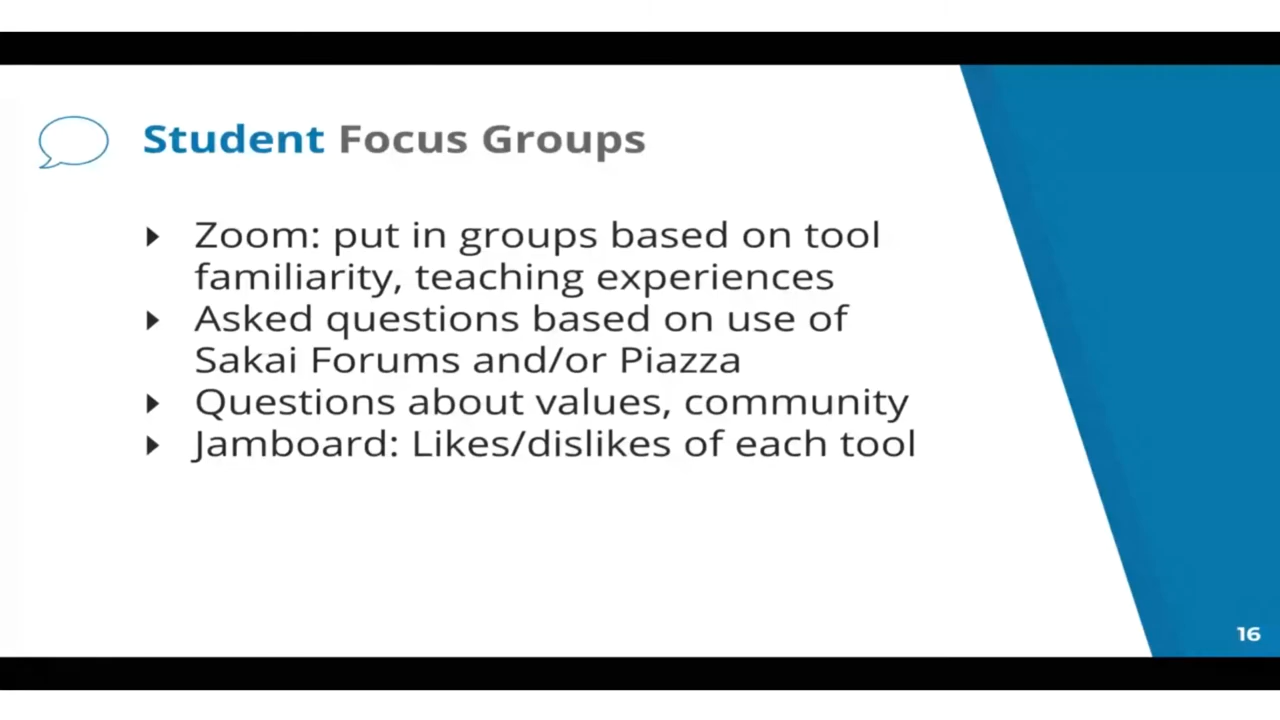 Student Focus Groups
Zoom: put in groups based on tool
familiarity, teaching experiences
Asked questions based on use of
Sakai Forums and/or Piazza
Questions about values, community
Jamboard: Likes/dislikes of each tool
16